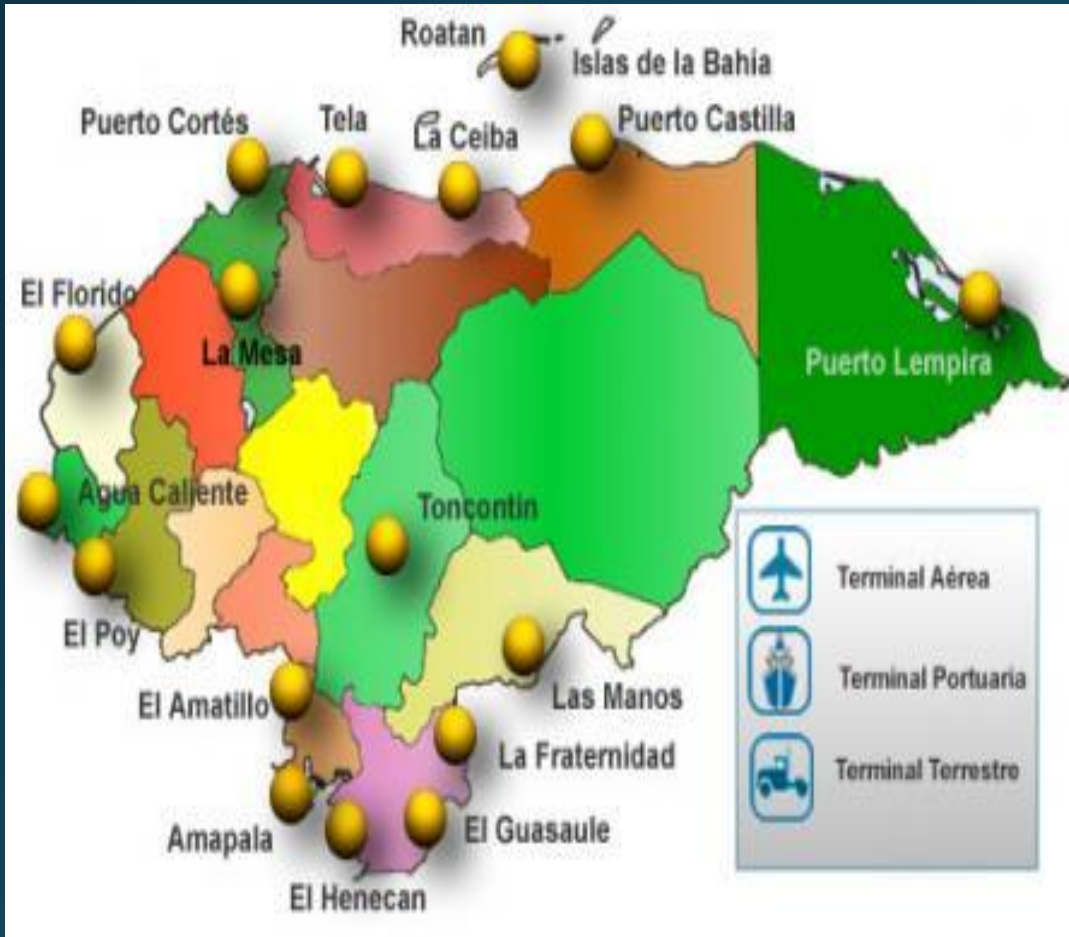 Roatan
Islas de la Bahia
Puerto Cortés
Tela
La Ceiba
Puerto Castilla
El Florido
La Mesa
Puerto Lempira
Agua Caliente
Toncontin
El Poy
El Amatillo
Las Manos
La Fraternidad
Amapala
El Guasaule
El Henecan
Terminal Aérea
Terminal Portuaria
Terminal Terrestre